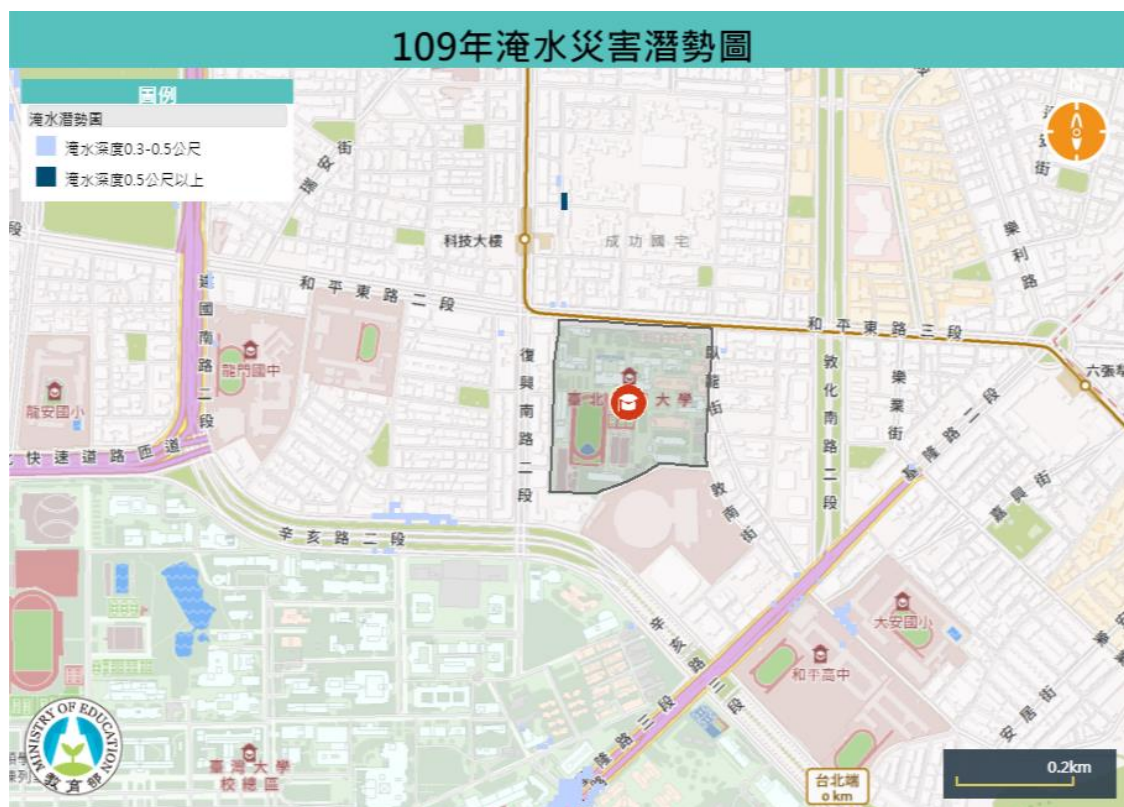 109年淹水災害潛勢圖
圖例
淹水潛勢圖
淹水深度0.3-0.5公尺
淹水深度0.5公尺以上
瑞安街
科技大樓
成功國宅
樂利路
和平東路二段
和平東路三段
建國南路二段
復興南路二段
臥龍街
敦化南路二段
樂業街
六張犁
龍門國中
龍安國小
臺北
大學
快速道路匝道
基隆路二段
嘉興街
敦南街
辛亥路二段
大安國小
辛亥路三段
和平高中
安居街
基隆路三段
臺灣大學
校總區
MINISTRY OF EDUCATION
教育部
台北端
0 km
0.2km